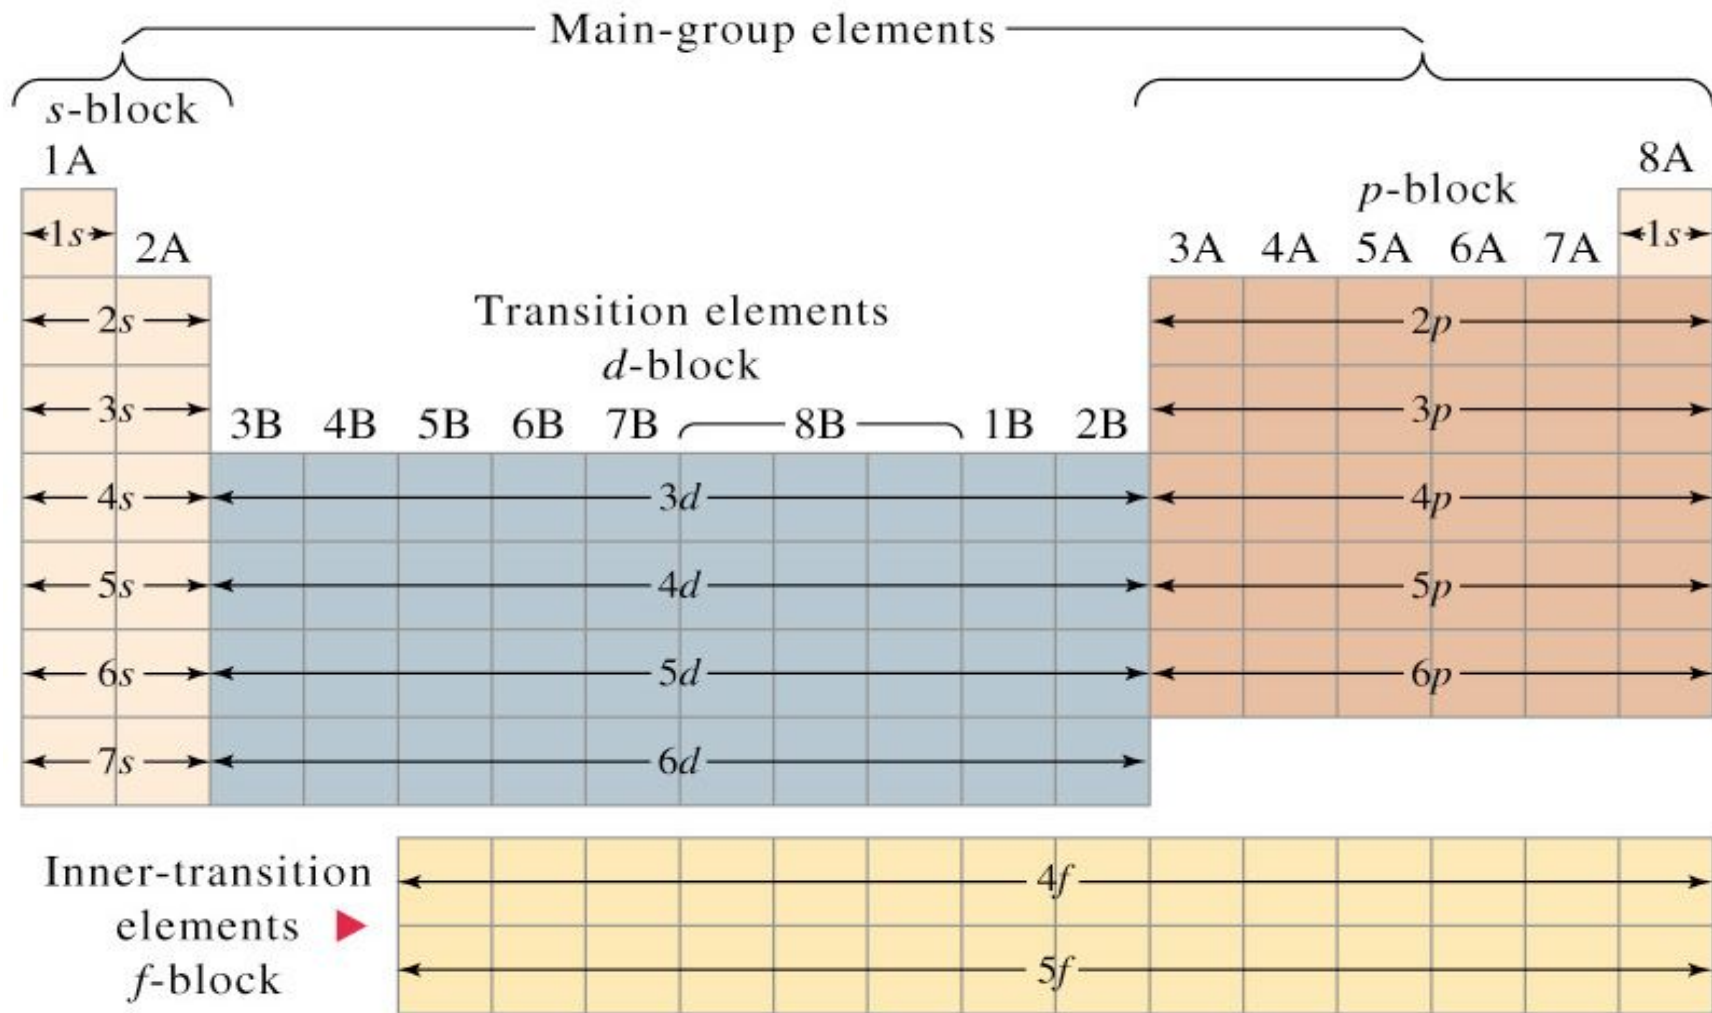 Main-group elements
s-block
1A
8A
p-block
1s
2A
3A 4A 5A 6A 7A
1s
2s
Transition elements
2p
d-block
3s
3B 4B 5B 6B 7B 8B 1B 2B
3p
4s 3d 4p
5s 4d 5p
6s 5d 6p
7s 6d
Inner-transition
elements
f-block
4f
5f